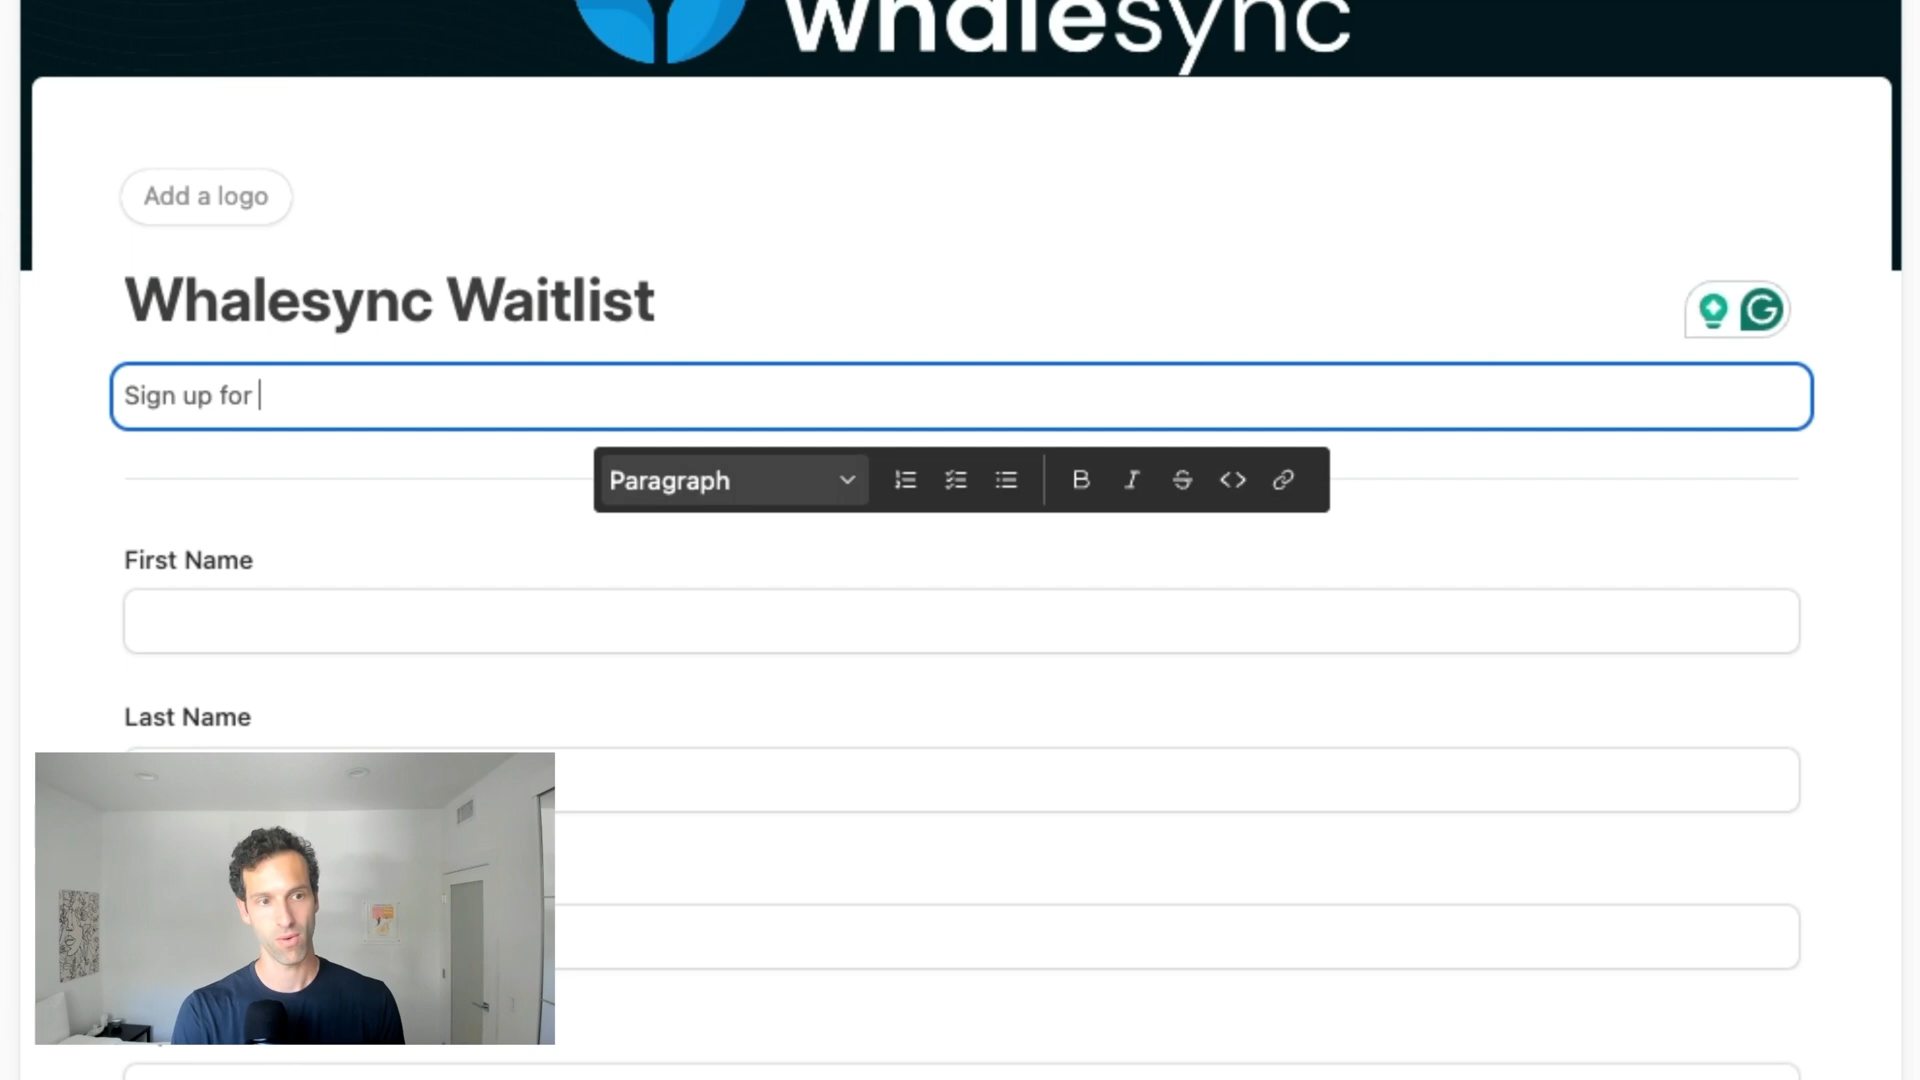 whalesync
Add a logo
Whalesync Waitlist
Sign up for
Paragraph
First Name
Last Name